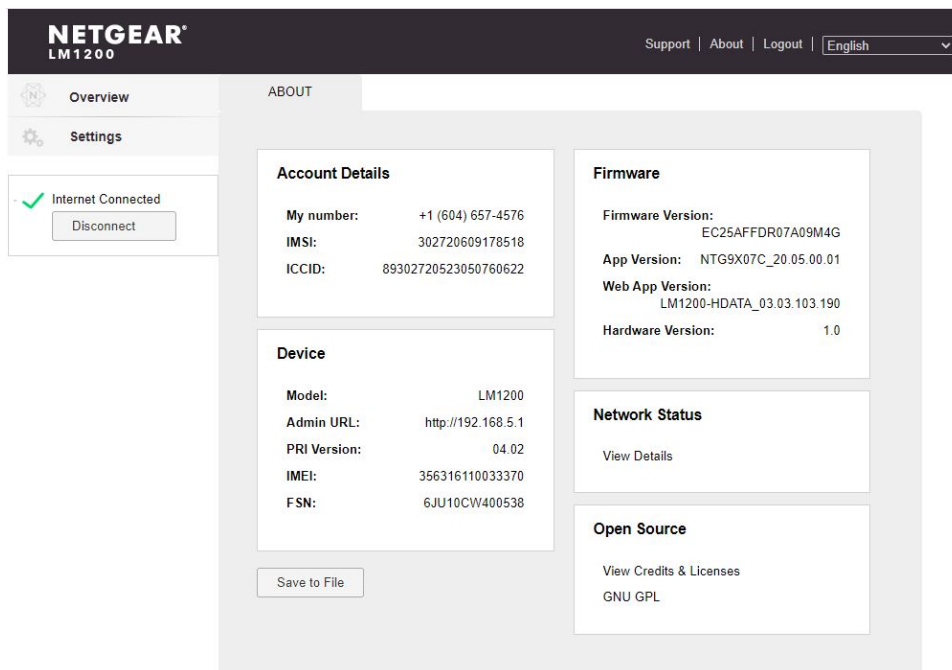 NETGEAR®
LM1200
Support | About | Logout | English
Overview
Settings
Internet Connected
Disconnect
ABOUT
Account Details
My number: +1 (604) 657-4576
IMSI: 302720609178518
ICCID: 89302720523050760622
Device
Model: LM1200
Admin URL: http://192.168.5.1
PRI Version: 04.02
IMEI: 356316110033370
FSN: 6JU10CW400538
Save to File
Firmware
Firmware Version:
EC25AFFDR07A09M4G
App Version: NTG9X07C_20.05.00.01
Web App Version:
LM1200-HDATA_03.03.103.190
Hardware Version: 1.0
Network Status
View Details
Open Source
View Credits & Licenses
GNU GPL